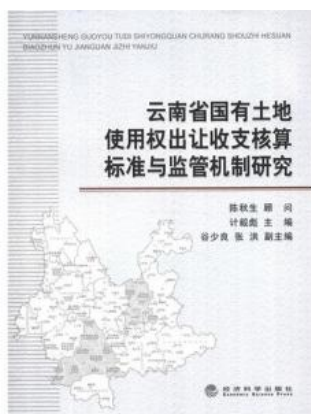 YUNNANSHENG GUOYOU TUDI SHIYONGQUAN CHURANG SHOUZHI HESUAN
BIAOZHUN YU JIANGUAN JIZHI YANJIU
云南省国有土地
使用权出让收支核算
标准与监管机制研究
陈秋生 顾 问
计毅彪 主 编
谷少良 张 洪 副主编
经济科学出版社
Economic Science Press